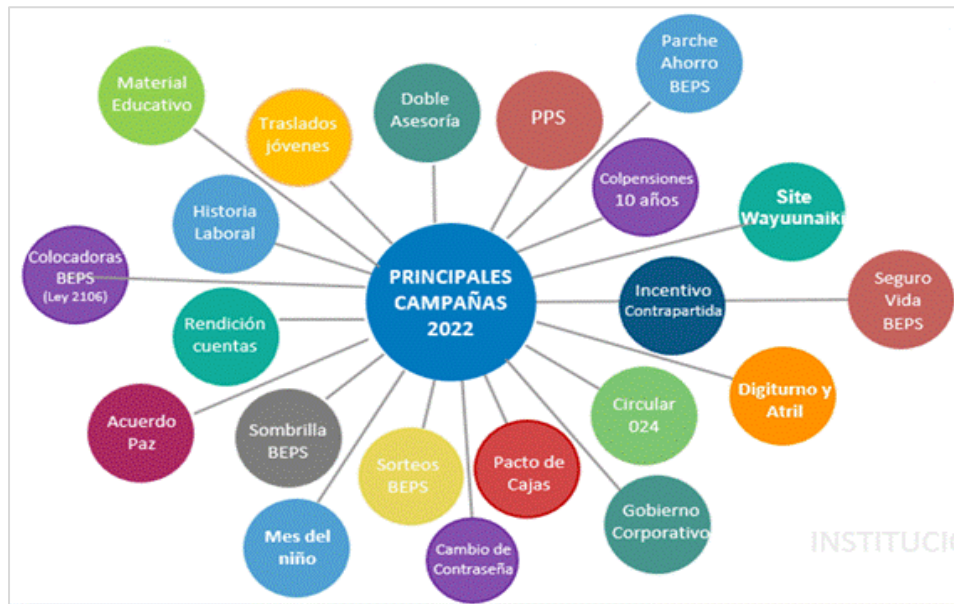 Parche
Ahorro
BEPS
Material
Educativo
Doble
Asesoría
PPS
Traslados
jóvenes
Colpensiones
10 años
Site
Wayuunaiki
Historia
Laboral
Colocadoras
BEPS
(Ley 2106)
PRINCIPALES
CAMPAÑAS
2022
Incentivo
Contrapartida
Seguro
Vida
BEPS
Rendición
cuentas
Digiturno y
Atril
Circular
024
Acuerdo
Paz
Sombrilla
BEPS
Sorteos
BEPS
Pacto de
Cajas
Gobierno
Corporativo
Mes del
niño
Cambio de
Contraseña
INSTITUCIO